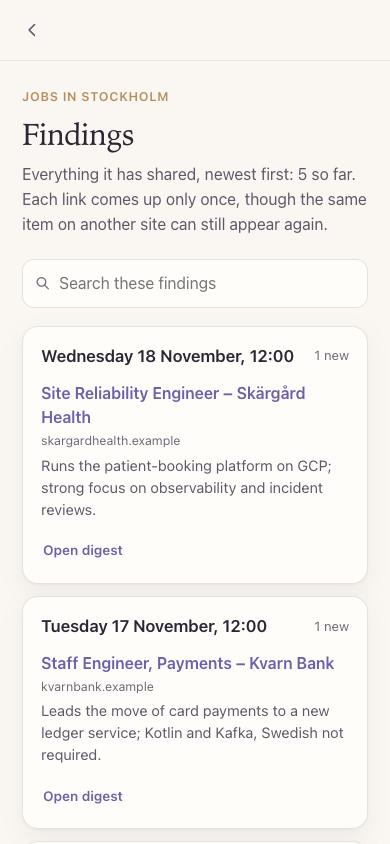 JOBS IN STOCKHOLM
Findings
Everything it has shared, newest first: 5 so far.
Each link comes up only once, though the same
item on another site can still appear again.
Search these findings
Wednesday 18 November, 12:00 1 new
Site Reliability Engineer – Skärgård
Health
skargardhealth.example
Runs the patient-booking platform on GCP;
strong focus on observability and incident
reviews.
Open digest
Tuesday 17 November, 12:00 1 new
Staff Engineer, Payments – Kvarn Bank
kvarnbank.example
Leads the move of card payments to a new
ledger service; Kotlin and Kafka, Swedish not
required.
Open digest